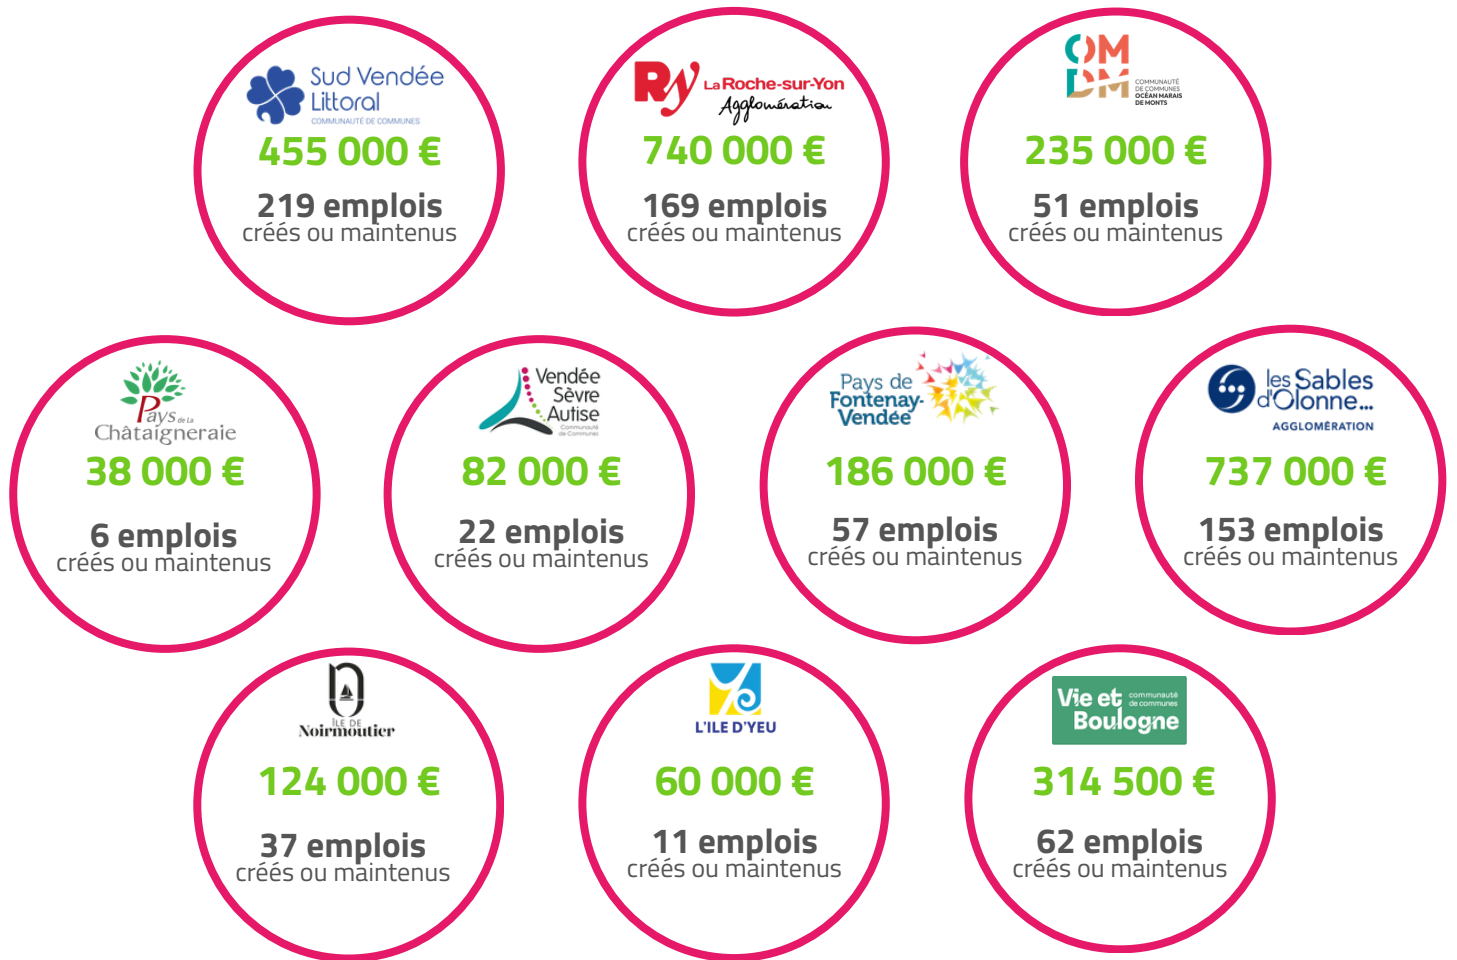 Sud Vendée
Littoral
COMMUNAUTÉ DE COMMUNES
455 000 €
219 emplois
créés ou maintenus
Ry
La Roche-sur-Yon
Agglomération
740 000 €
169 emplois
créés ou maintenus
OM
DM
COMMUNAUTÉ
DE COMMUNES
OCÉAN MARAIS
DE MONTS
235 000 €
51 emplois
créés ou maintenus
Pays de la
Châtaigneraie
38 000 €
6 emplois
créés ou maintenus
Vendée
Sèvre
Autise
Communauté
de Communes
82 000 €
22 emplois
créés ou maintenus
Pays de
Fontenay-
Vendée
186 000 €
57 emplois
créés ou maintenus
les Sables
d'Olonne...
AGGLOMÉRATION
737 000 €
153 emplois
créés ou maintenus
ÎLE DE
Noirmoutier
124 000 €
37 emplois
créés ou maintenus
L'ILE D'YEU
60 000 €
11 emplois
créés ou maintenus
Vie et communauté
de communes
Boulogne
314 500 €
62 emplois
créés ou maintenus